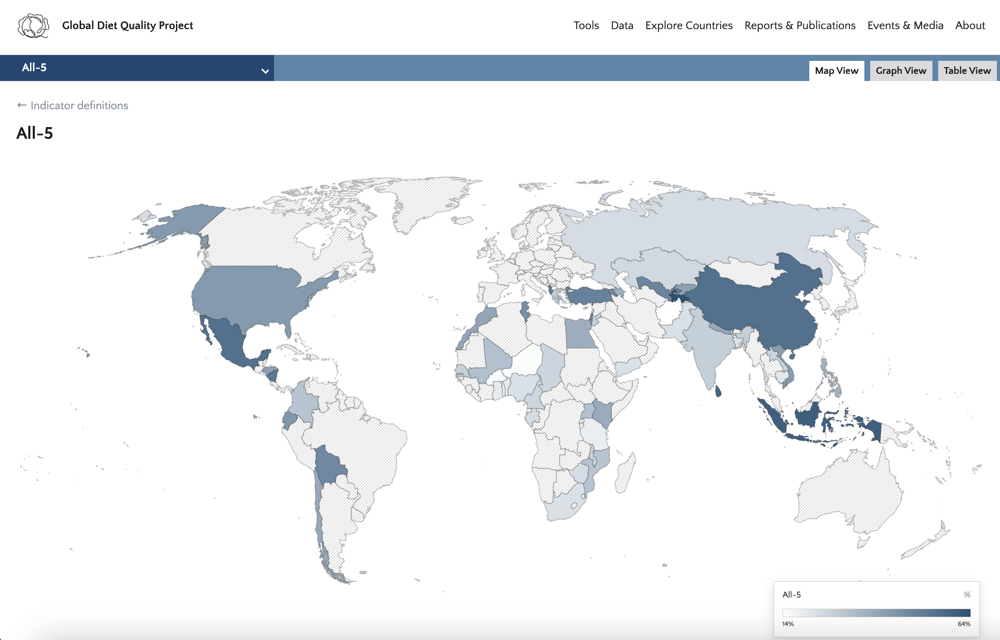 Global Diet Quality Project
Tools Data Explore Countries Reports & Publications Events & Media About
All-5
Map View Graph View Table View
← Indicator definitions
All-5
All-5 %
14% 64%